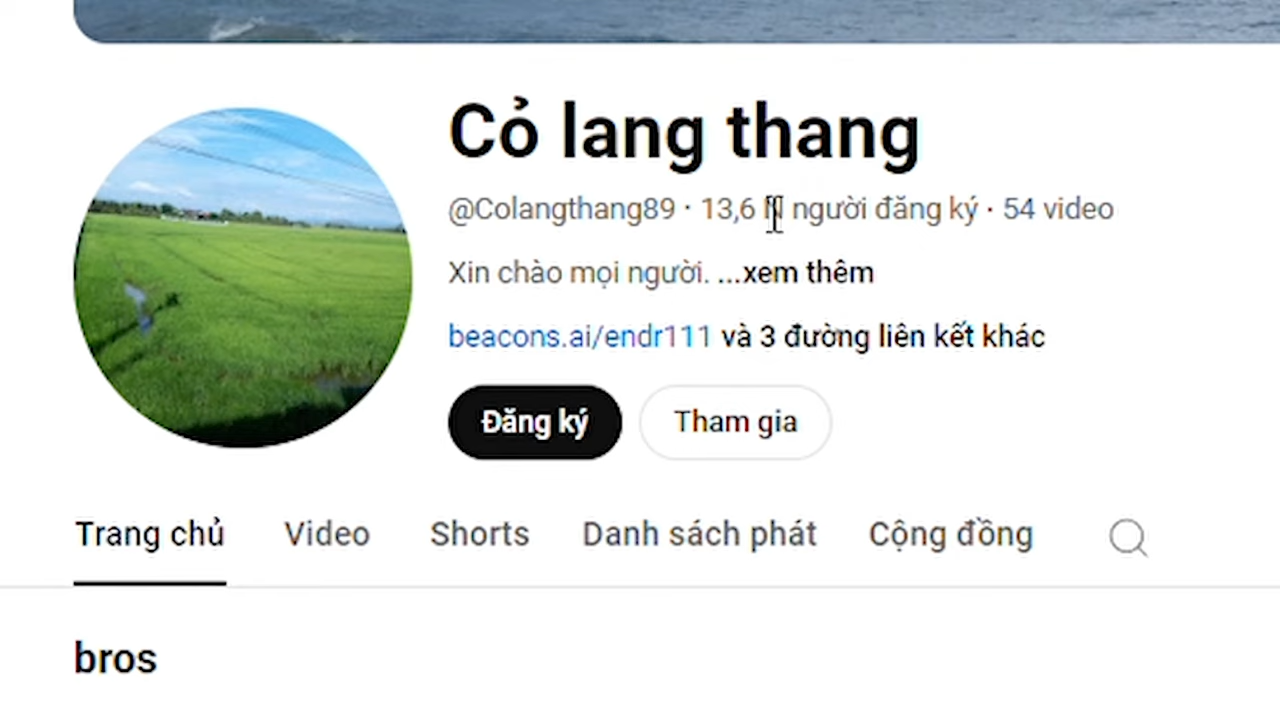 Cỏ lang thang
@Colangthang89 · 13,6 N người đăng ký · 54 video
Xin chào mọi người. ...xem thêm
beacons.ai/endr111 và 3 đường liên kết khác
Đăng ký Tham gia
Trang chủ Video Shorts Danh sách phát Cộng đồng
bros